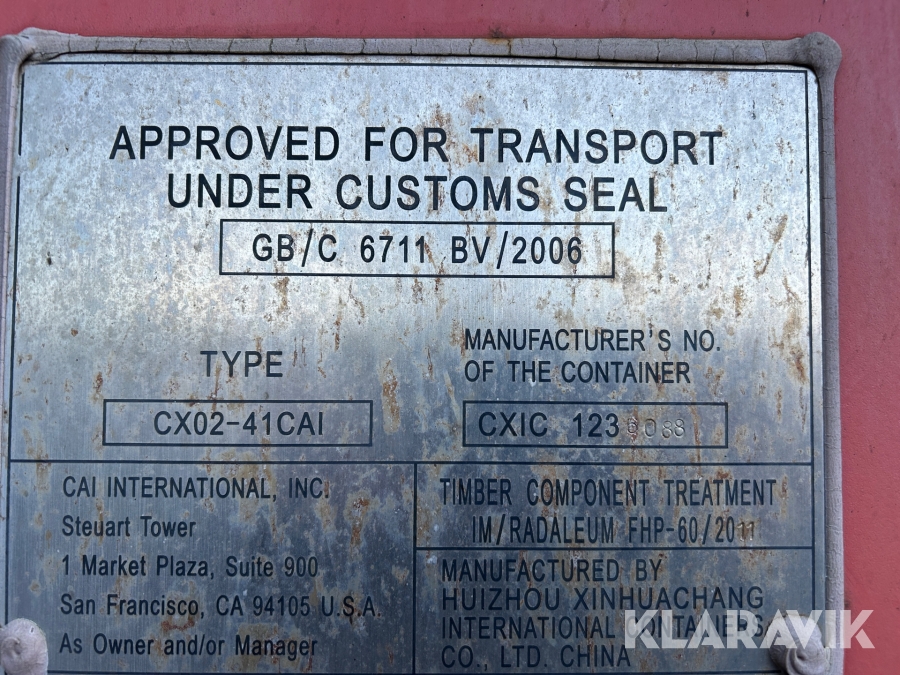 APPROVED FOR TRANSPORT
UNDER CUSTOMS SEAL
GB/C 6711 BV/2006
TYPE
CX02-41CAI
MANUFACTURER'S NO.
OF THE CONTAINER
CXIC 1236088
CAI INTERNATIONAL, INC.
Steuart Tower
1 Market Plaza, Suite 900
San Francisco, CA 94105 U.S.A.
As Owner and/or Manager
TIMBER COMPONENT TREATMENT
IM/RADALEUM FHP-60/2011
MANUFACTURED BY
HUIZHOU XINHUACHANG
INTERNATIONAL CONTAINERS
CO., LTD. CHINA
KLARAVIK